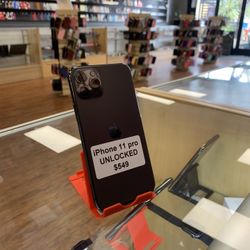 iPhone 11 pro
UNLOCKED
$549